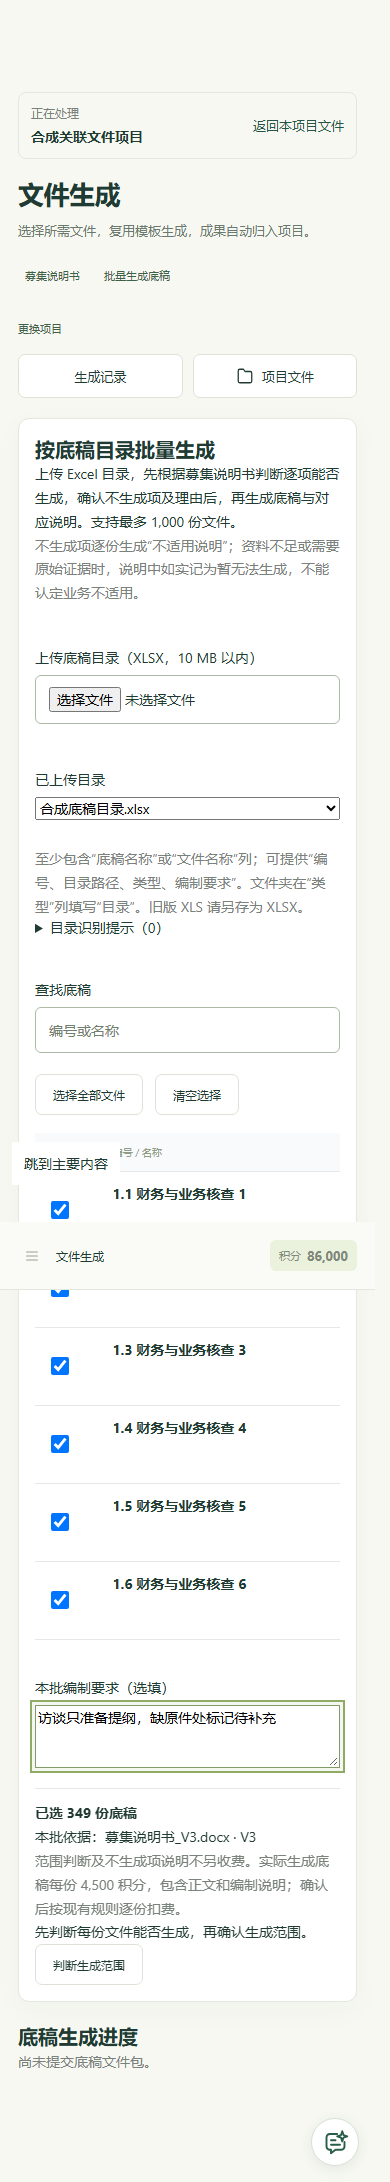 正在处理
合成关联文件项目
返回本项目文件
文件生成
选择所需文件，复用模板生成，成果自动归入项目。
募集说明书
批量生成底稿
更换项目
生成记录
项目文件
按底稿目录批量生成
上传 Excel 目录，先根据募集说明书判断逐项能否
生成，确认不生成项及理由后，再生成底稿与对
应说明。支持最多 1,000 份文件。
不生成项逐份生成“不适用说明”；资料不足或需要
原始证据时，说明中如实记为暂无法生成，不能
认定业务不适用。
上传底稿目录（XLSX，10 MB 以内）
选择文件 未选择文件
已上传目录
合成底稿目录.xlsx
至少包含“底稿名称”或“文件名称”列；可提供“编
号、目录路径、类型、编制要求”。文件夹在“类
型”列填写“目录”。旧版 XLS 请另存为 XLSX。
目录识别提示（0）
查找底稿
编号或名称
选择全部文件
清空选择
号 / 名称
跳到主要内容
1.1 财务与业务核查 1
文件生成
积分 86,000
1.3 财务与业务核查 3
1.4 财务与业务核查 4
1.5 财务与业务核查 5
1.6 财务与业务核查 6
本批编制要求（选填）
访谈只准备提纲，缺原件处标记待补充
已选 349 份底稿
本批依据：募集说明书_V3.docx · V3
范围判断及不生成项说明不另收费。实际生成底
稿每份 4,500 积分，包含正文和编制说明；确认
后按现有规则逐份扣费。
先判断每份文件能否生成，再确认生成范围。
判断生成范围
底稿生成进度
尚未提交底稿文件包。